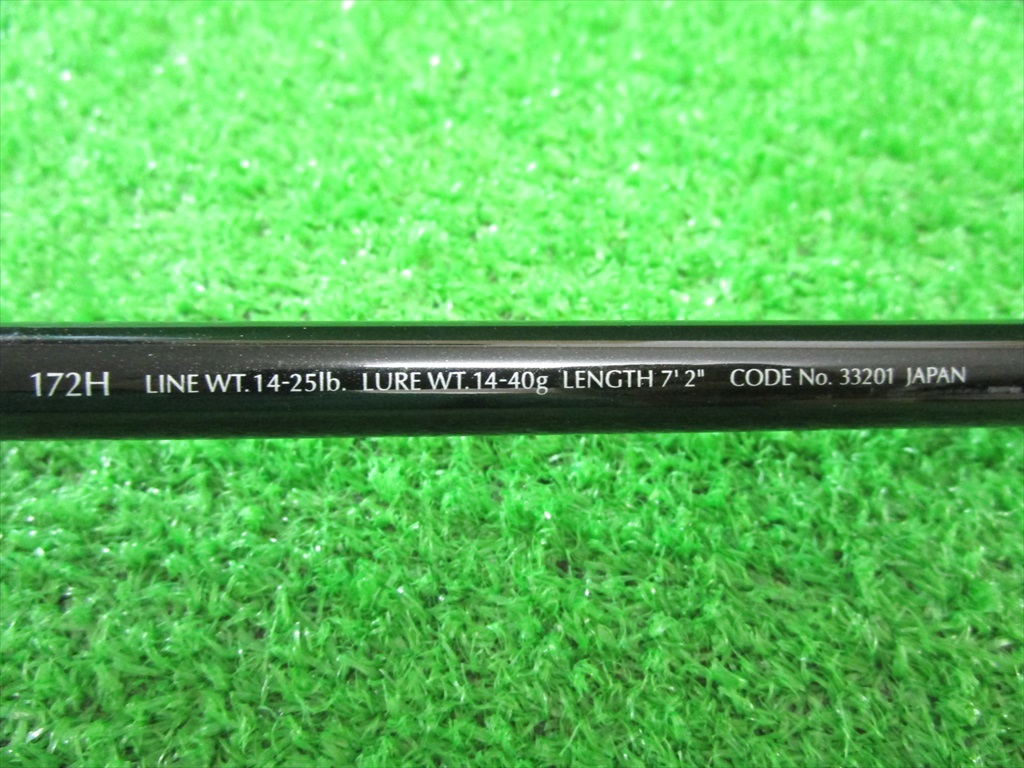 172H LINE WT. 14-25lb. LURE WT. 14-40g LENGTH 7' 2" CODE No. 33201 JAPAN